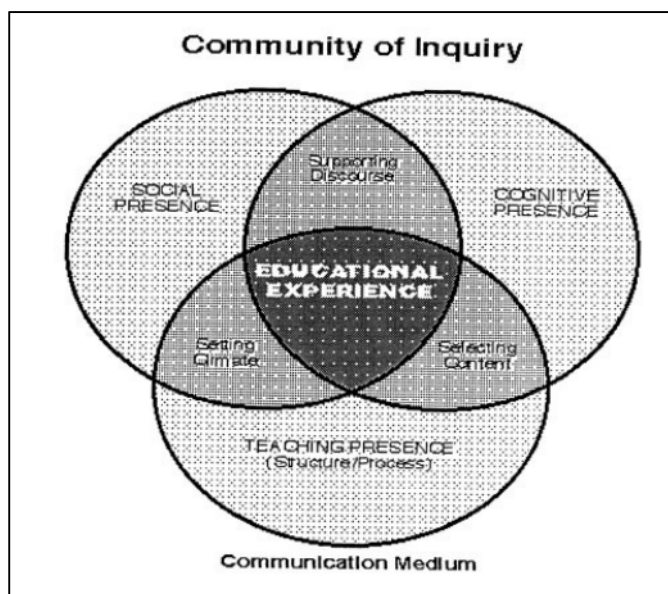 Community of Inquiry
Supporting
Discourse
SOCIAL
PRESENCE
COGNITIVE
PRESENCE
EDUCATIONAL
EXPERIENCE
Setting
Climate
Selecting
Content
TEACHING PRESENCE
(Structure/Process)
Communication Medium